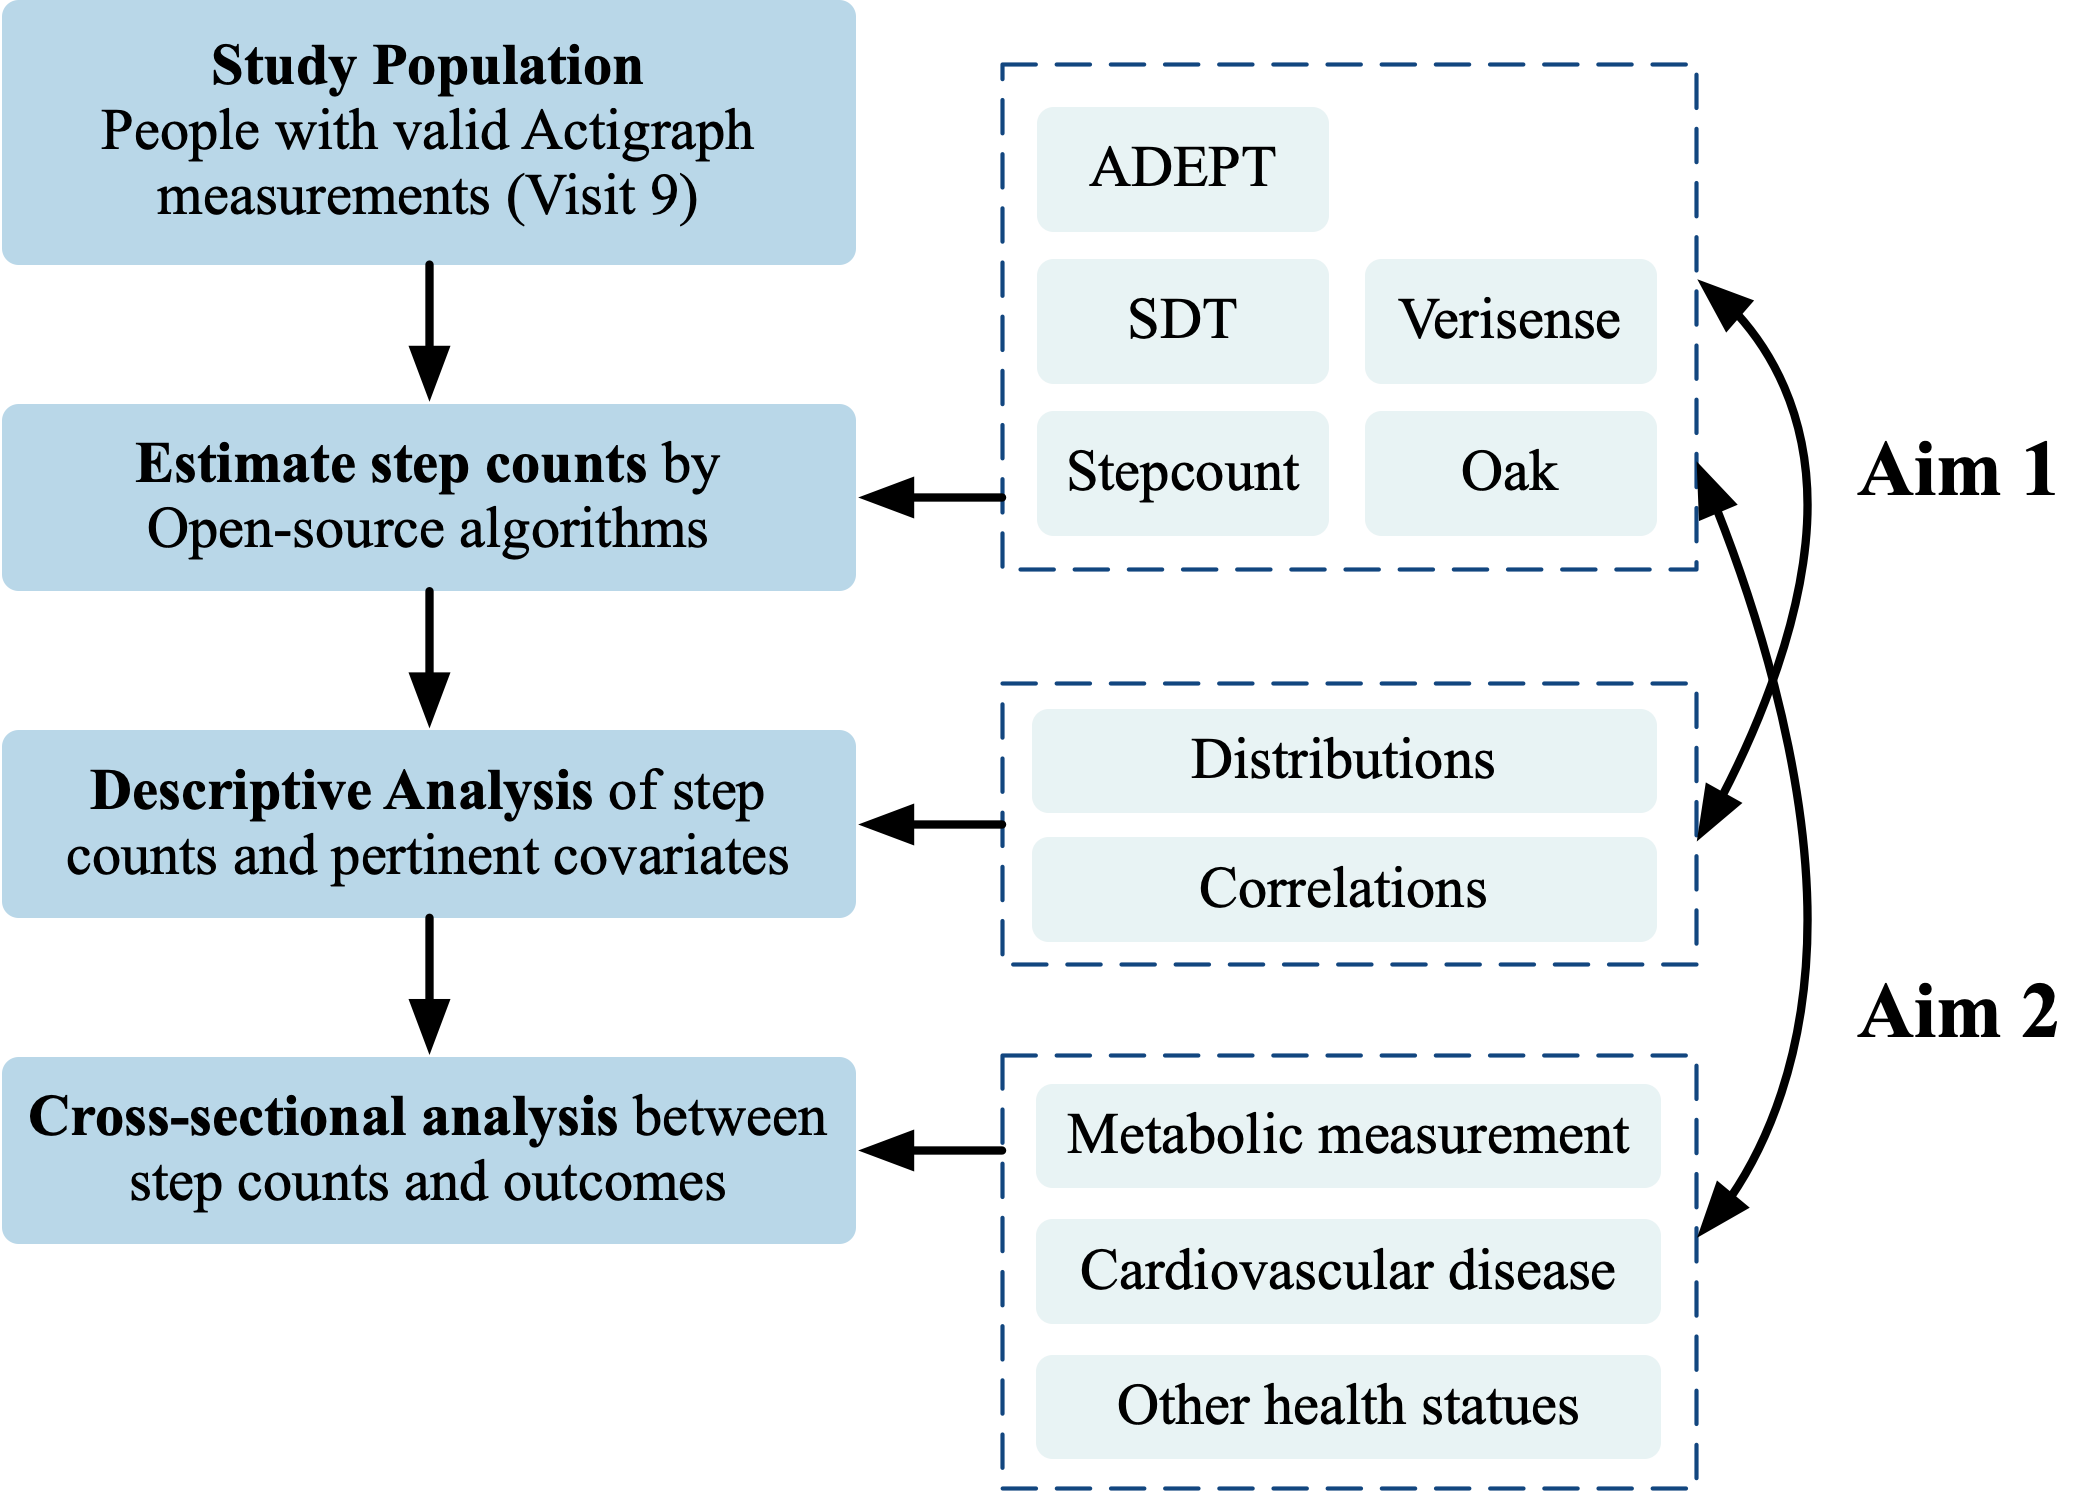 Study Population
People with valid Actigraph
measurements (Visit 9)
Estimate step counts by
Open-source algorithms
Descriptive Analysis of step
counts and pertinent covariates
Cross-sectional analysis between
step counts and outcomes
ADEPT
SDT
Verisense
Stepcount
Oak
Distributions
Correlations
Metabolic measurement
Cardiovascular disease
Other health statues
Aim 1
Aim 2